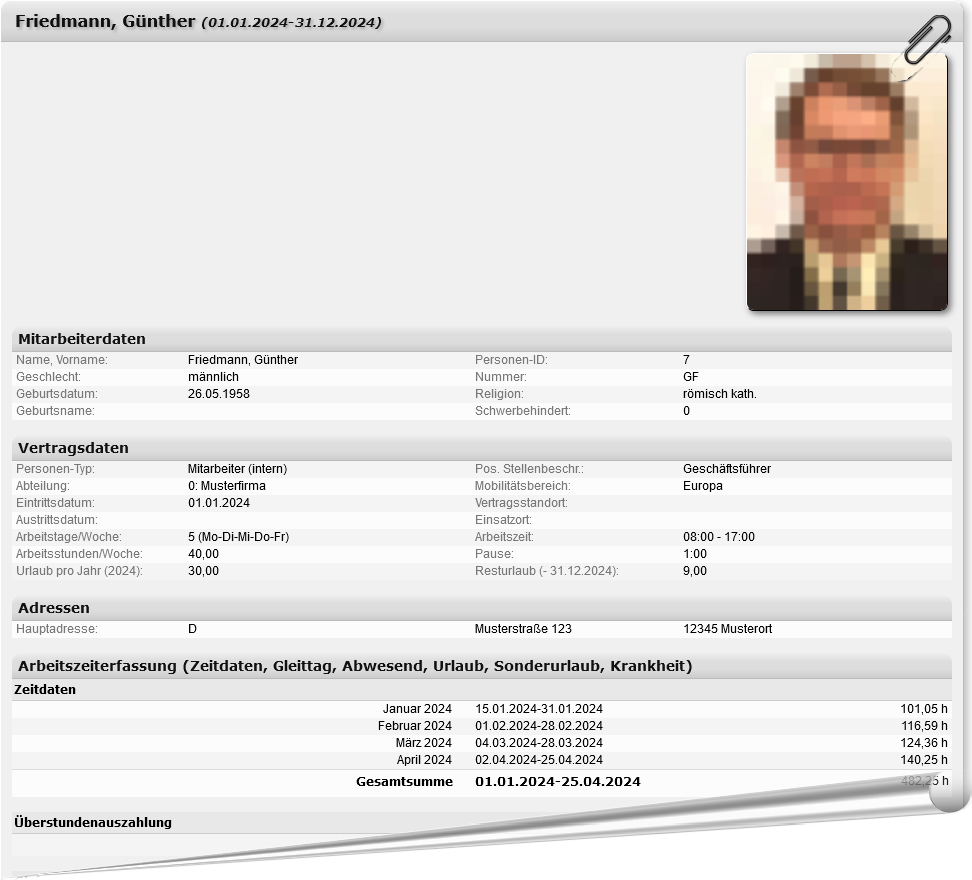 Friedmann, Günther (01.01.2024-31.12.2024)
Mitarbeiterdaten
Name, Vorname: Friedmann, Günther Personen-ID: 7
Geschlecht: männlich Nummer: GF
Geburtsdatum: 26.05.1958 Religion: römisch kath.
Geburtsname: Schwerbehindert: 0
Vertragsdaten
Personen-Typ: Mitarbeiter (intern) Pos. Stellenbeschr.: Geschäftsführer
Abteilung: 0: Musterfirma Mobilitätsbereich: Europa
Eintrittsdatum: 01.01.2024 Vertragsstandort:
Austrittsdatum: Einsatzort:
Arbeitstage/Woche: 5 (Mo-Di-Mi-Do-Fr) Arbeitszeit: 08:00 - 17:00
Arbeitsstunden/Woche: 40,00 Pause: 1:00
Urlaub pro Jahr (2024): 30,00 Resturlaub (- 31.12.2024): 9,00
Adressen
Hauptadresse: D Musterstraße 123 12345 Musterort
Arbeitszeiterfassung (Zeitdaten, Gleittag, Abwesend, Urlaub, Sonderurlaub, Krankheit)
Zeitdaten
Januar 2024 15.01.2024-31.01.2024 101,05 h
Februar 2024 01.02.2024-28.02.2024 116,59 h
März 2024 04.03.2024-28.03.2024 124,36 h
April 2024 02.04.2024-25.04.2024 140,25 h
Gesamtsumme 01.01.2024-25.04.2024 482,25 h
Überstundenauszahlung